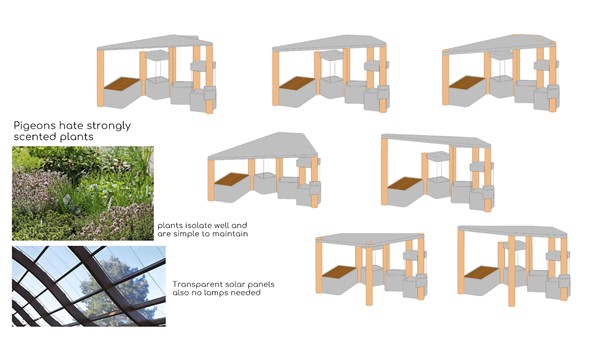 Pigeons hate strongly
scented plants
plants isolate well and
are simple to maintain
Transparent solar panels
also no lamps needed